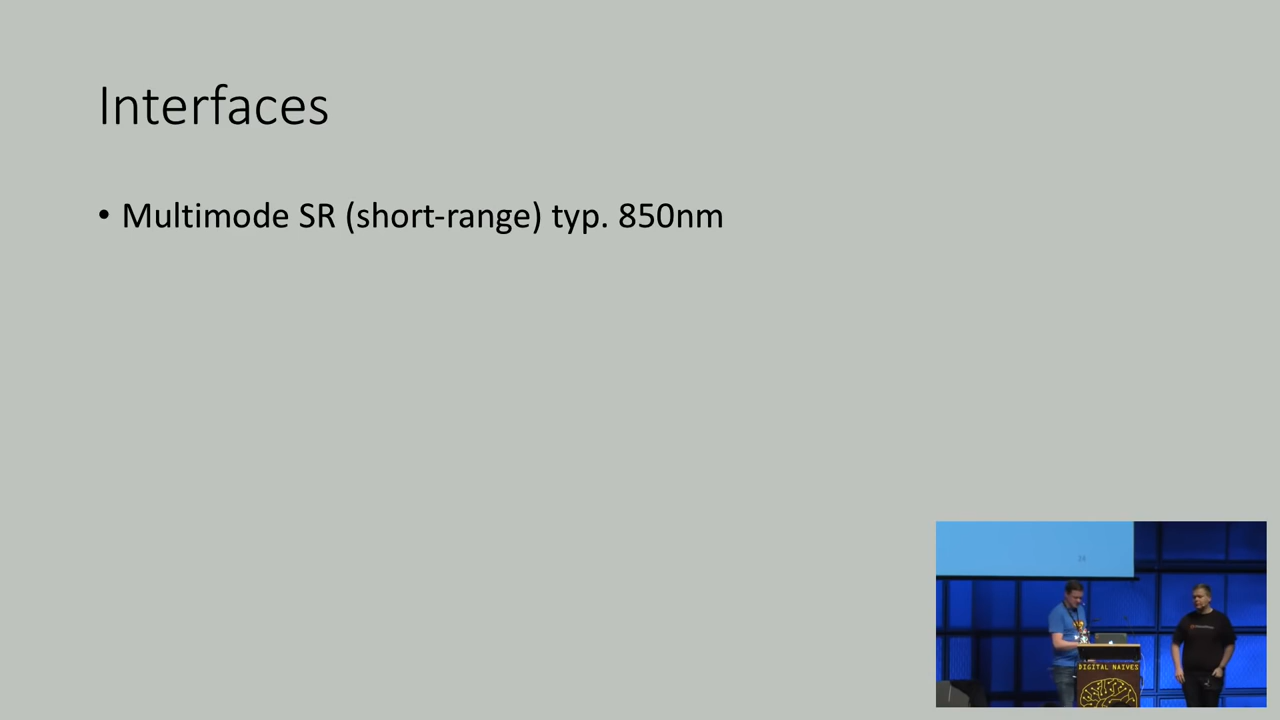 Interfaces
• Multimode SR (short-range) typ. 850nm
DIGITAL NAIVES